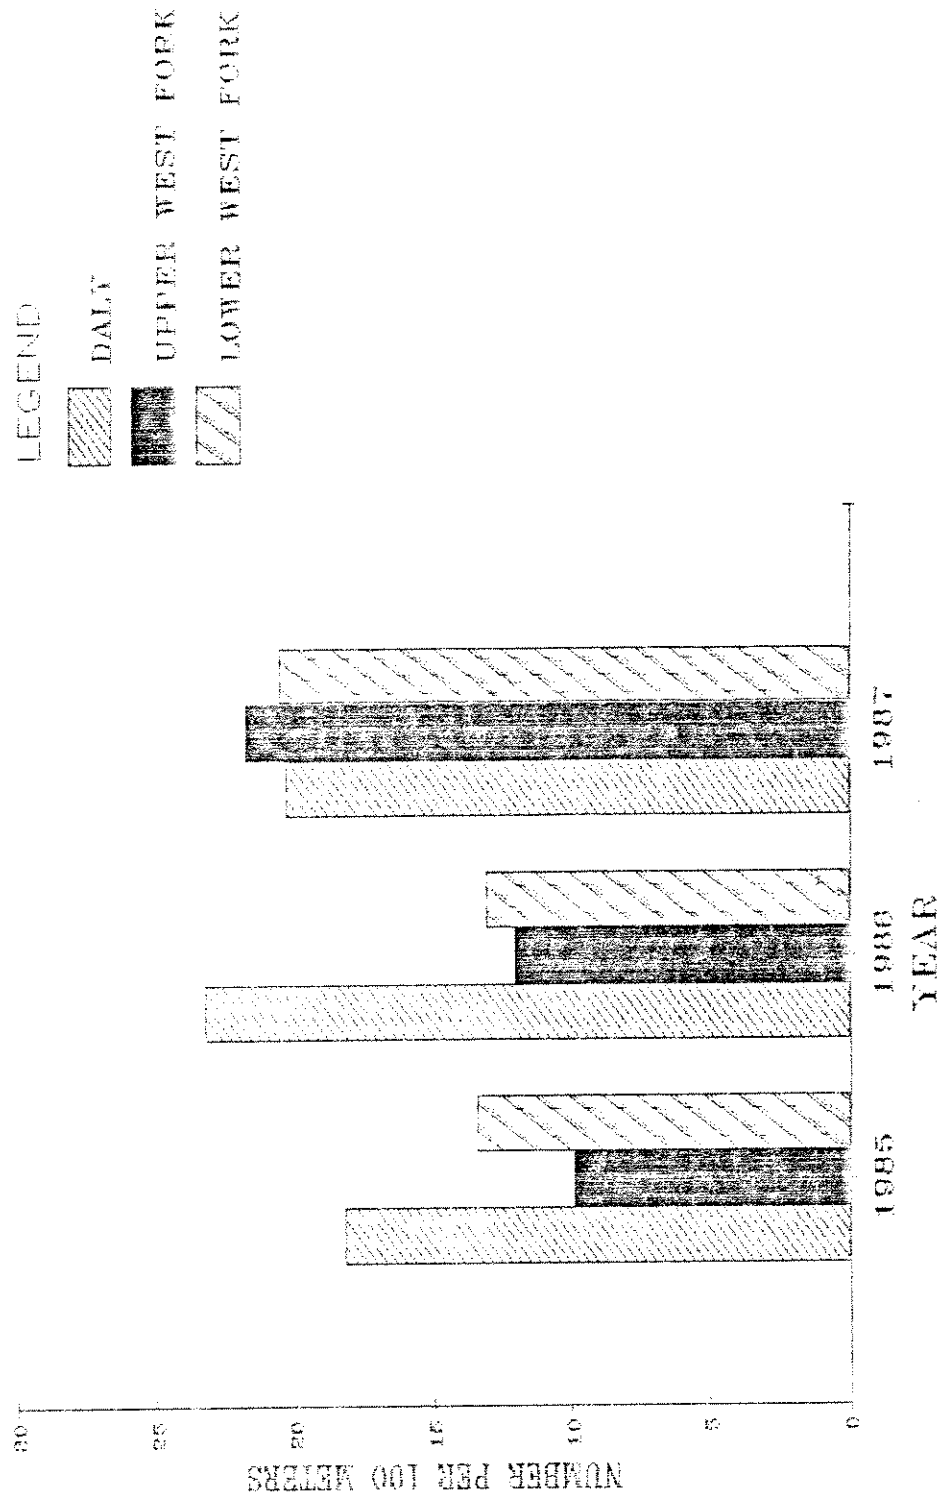 LEGEND
DALY
UPPER WEST FORK
LOWER WEST FORK
NUMBER PER 100 METERS
30
25
20
15
10
5
0
1985
1986
1987
YEAR